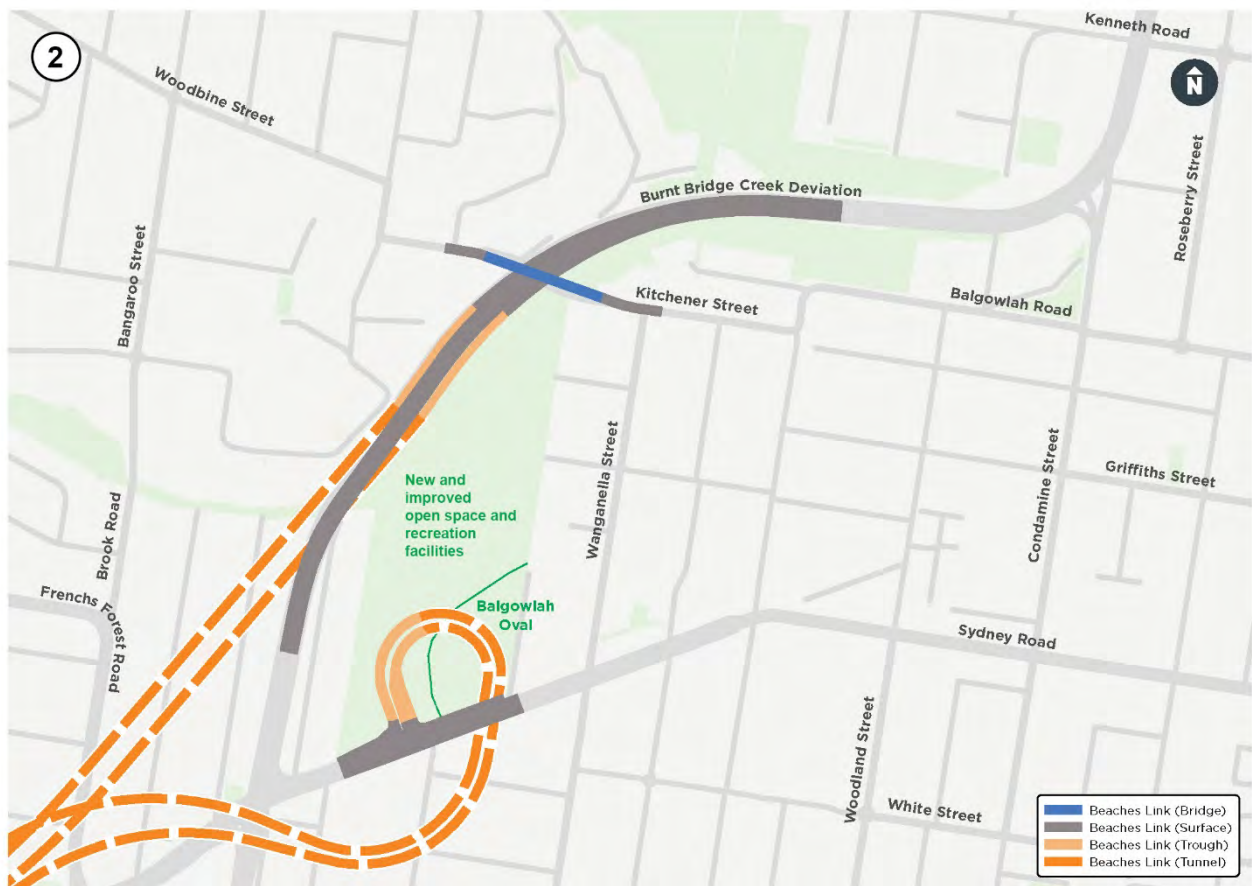 2
Kenneth Road
N
Woodbine Street
Roseberry Street
Burnt Bridge Creek Deviation
Bangaroo Street
Kitchener Street
Balgowlah Road
Condamine Street
Griffiths Street
Wanganella Street
New and
improved
open space and
recreation
facilities
Brook Road
Frenchs Forest Road
Balgowlah
Oval
Sydney Road
Woodland Street
White Street
Beaches Link (Bridge)
Beaches Link (Surface)
Beaches Link (Trough)
Beaches Link (Tunnel)